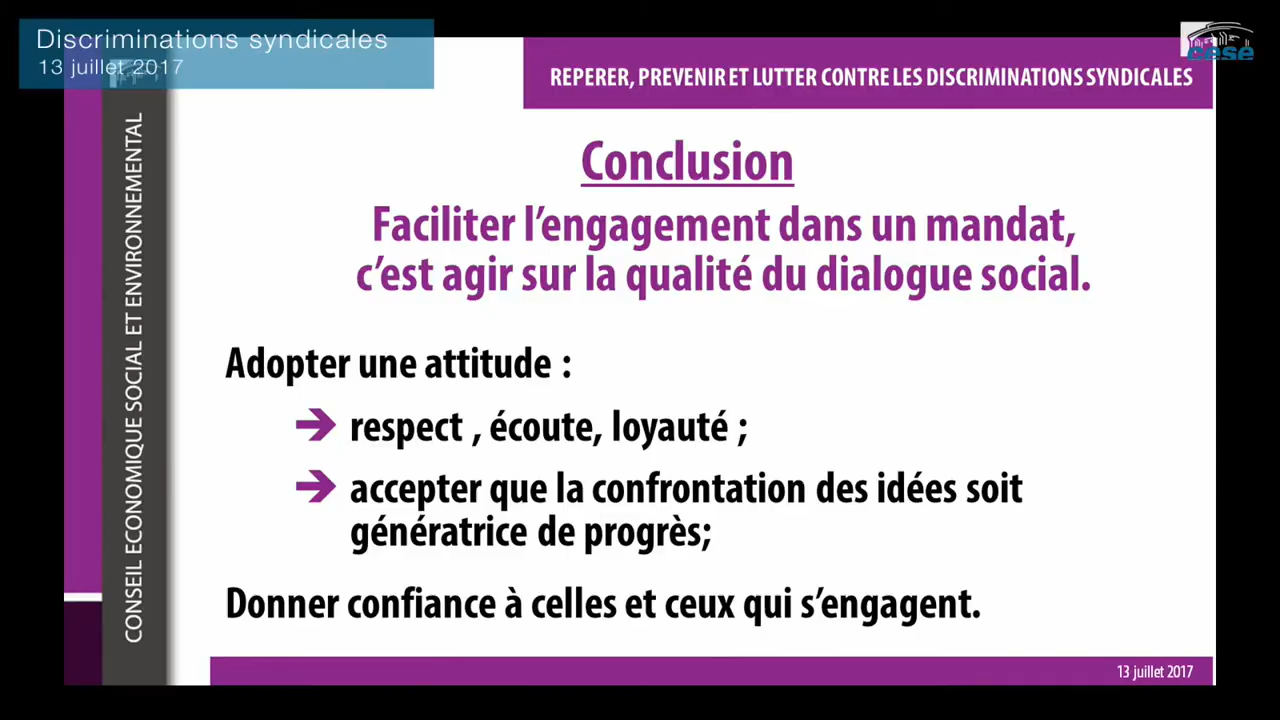 Discriminations syndicales
13 juillet 2017
cese
REPERER, PREVENIR ET LUTTER CONTRE LES DISCRIMINATIONS SYNDICALES
CONSEIL ECONOMIQUE SOCIAL ET ENVIRONNEMENTAL
Conclusion
Faciliter l’engagement dans un mandat,
c’est agir sur la qualité du dialogue social.
Adopter une attitude :
➔ respect , écoute, loyauté ;
➔ accepter que la confrontation des idées soit
génératrice de progrès;
Donner confiance à celles et ceux qui s’engagent.
13 juillet 2017